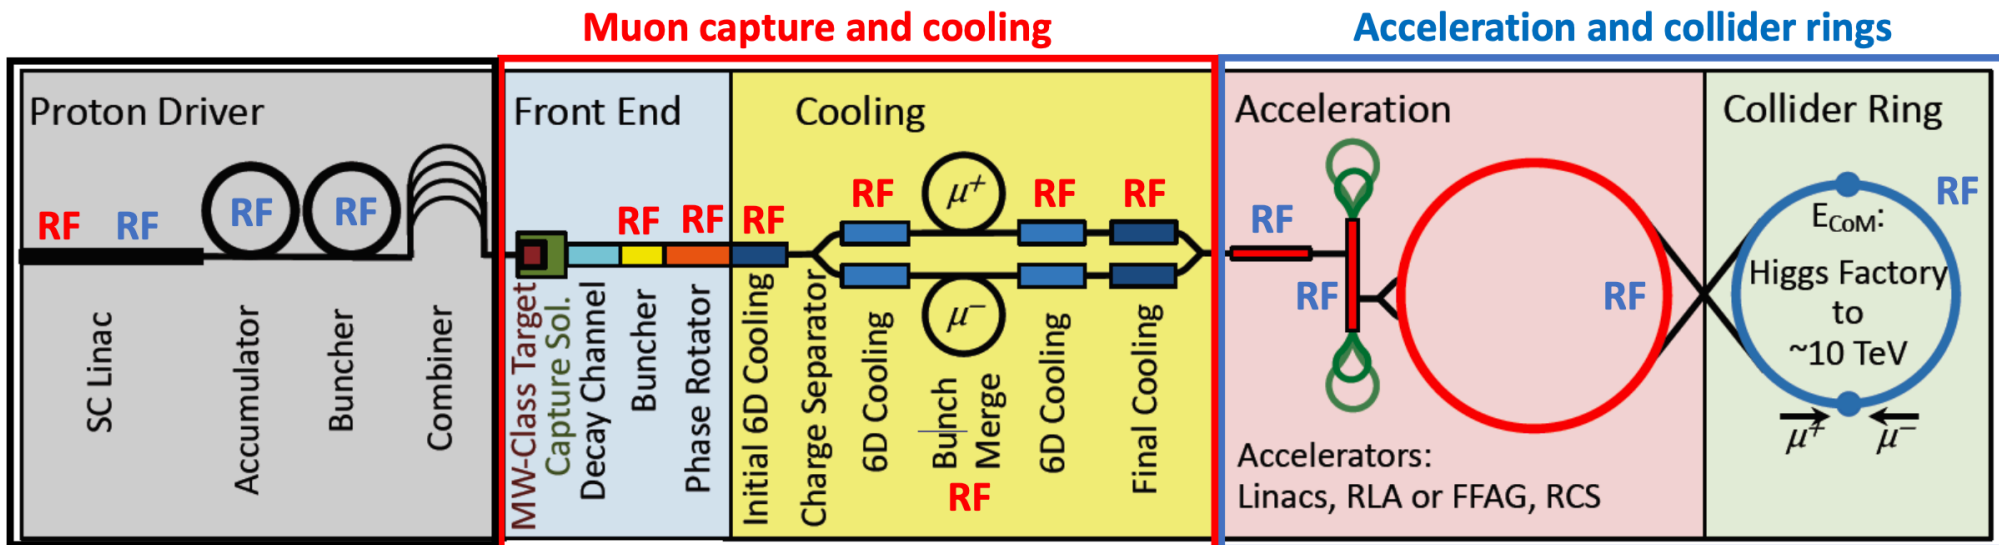 Muon capture and cooling
Acceleration and collider rings
Proton Driver
RF RF RF RF
SC Linac
Accumulator
Buncher
Combiner
Front End
RF RF
MW-Class Target
Capture Sol.
Decay Channel
Buncher
Phase Rotator
Cooling
RF RF RF RF
μ+
μ−
Initial 6D Cooling
Charge Separator
6D Cooling
Bunch
Merge
RF
6D Cooling
Final Cooling
Acceleration
RF
RF
RF
Accelerators:
Linacs, RLA or FFAG, RCS
Collider Ring
RF
ECoM:
Higgs Factory
to
~10 TeV
μ+ μ−